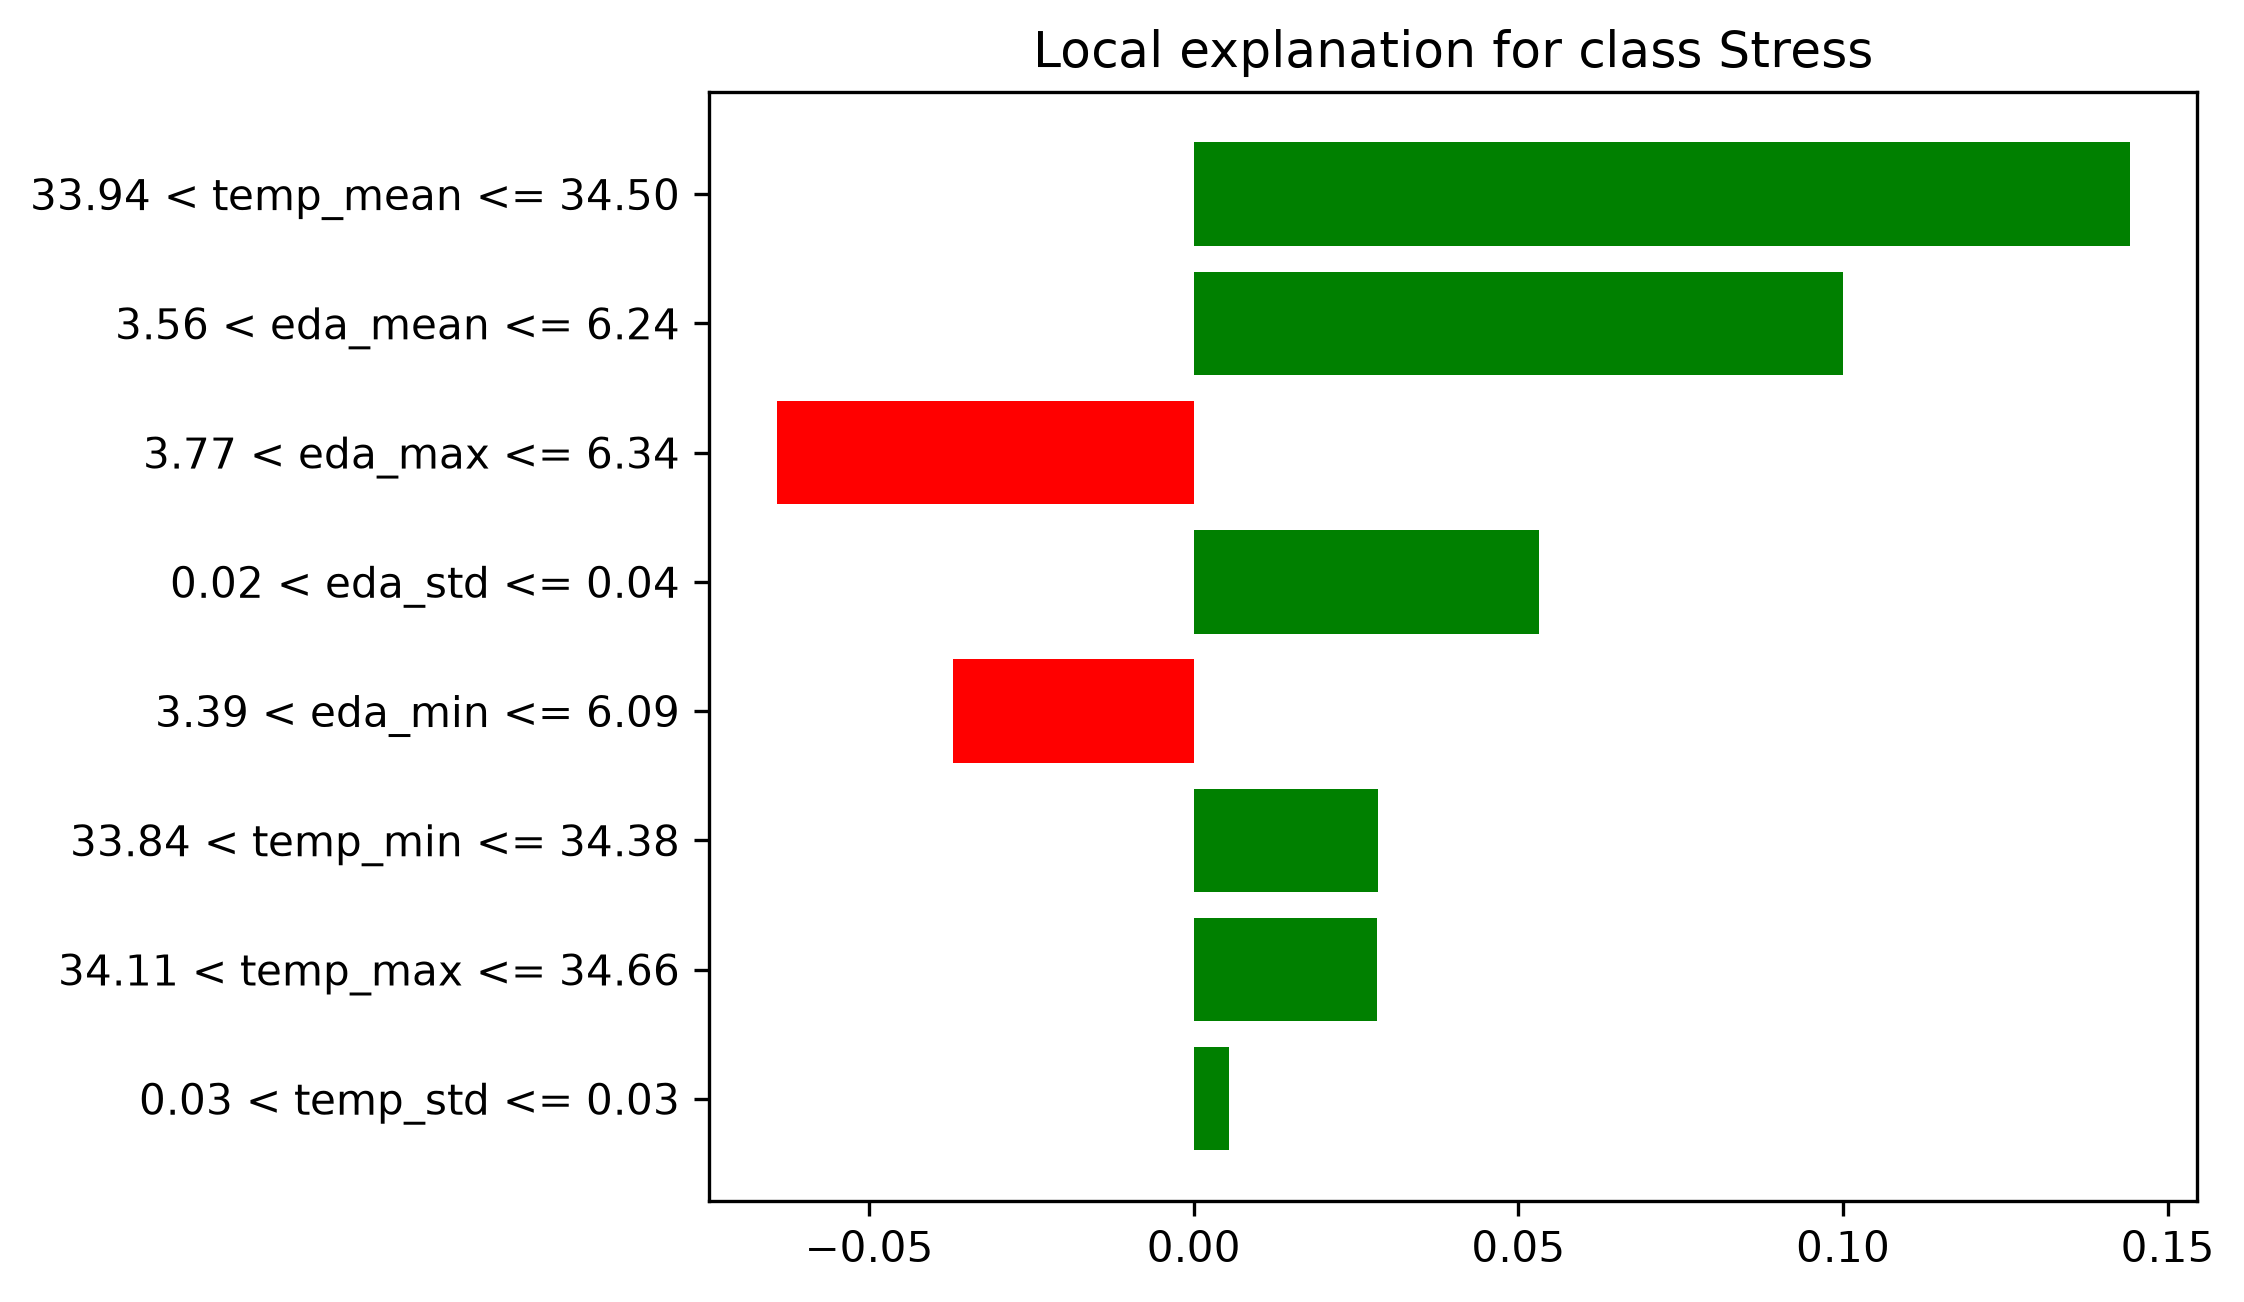 Local explanation for class Stress
33.94 < temp_mean <= 34.50
3.56 < eda_mean <= 6.24
3.77 < eda_max <= 6.34
0.02 < eda_std <= 0.04
3.39 < eda_min <= 6.09
33.84 < temp_min <= 34.38
34.11 < temp_max <= 34.66
0.03 < temp_std <= 0.03
−0.05 0.00 0.05 0.10 0.15